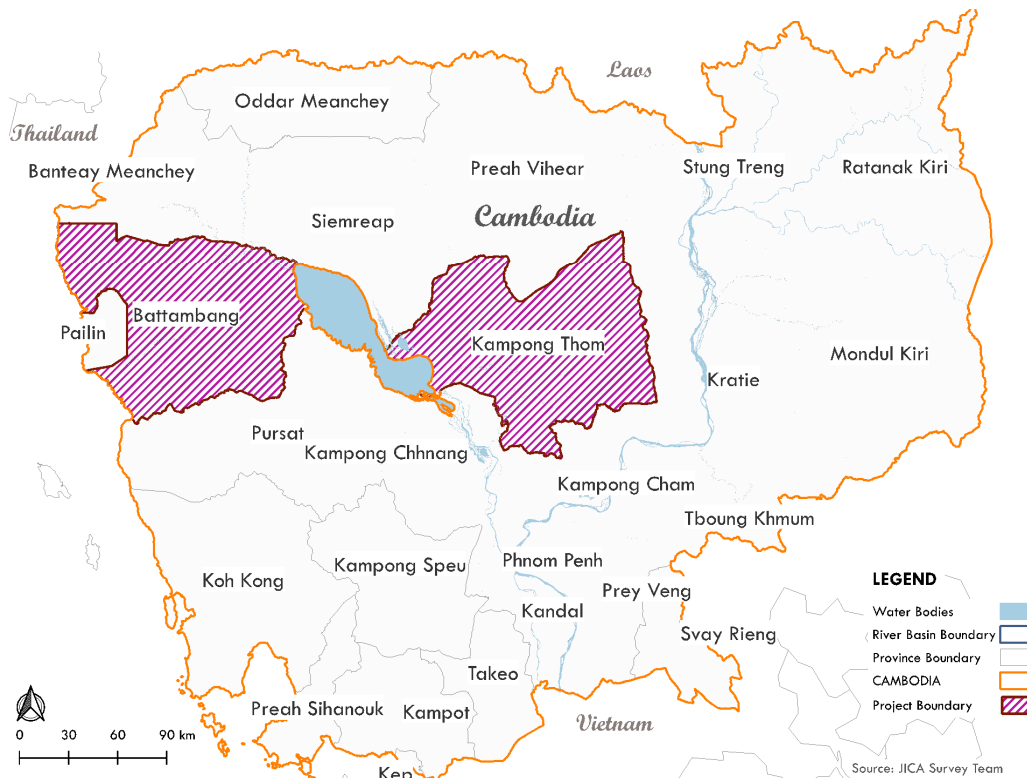 Laos
Oddar Meanchey
Thailand
Banteay Meanchey
Preah Vihear
Stung Treng
Ratanak Kiri
Siemreap
Cambodia
Battambang
Pailin
Kampong Thom
Mondul Kiri
Kratie
Pursat
Kampong Chhnang
Kampong Cham
Tboung Khmum
Phnom Penh
Kampong Speu
Koh Kong
Prey Veng
Kandal
Svay Rieng
Takeo
Preah Sihanouk
Kampot
Vietnam
Kep
LEGEND
Water Bodies
River Basin Boundary
Province Boundary
CAMBODIA
Project Boundary
0 30 60 90 km
Source: JICA Survey Team